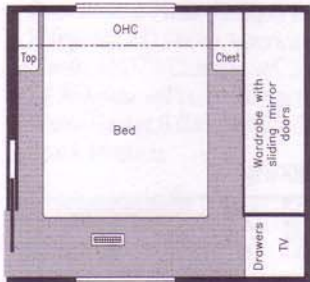 OHC
Top
Chest
Bed
Wardrobe with
sliding mirror
doors
Drawers
TV